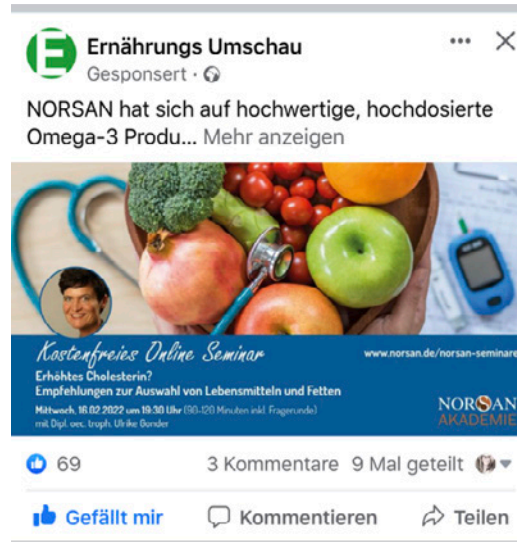 Ernährungs Umschau
Gesponsert ·
NORSAN hat sich auf hochwertige, hochdosierte
Omega-3 Produ... Mehr anzeigen
Kostenfreies Online Seminar
www.norsan.de/norsan-seminare
Erhöhtes Cholesterin?
Empfehlungen zur Auswahl von Lebensmitteln und Fetten
Mittwoch, 16.02.2022 um 19:30 Uhr (90-120 Minuten inkl. Fragerunde)
mit Dipl. oec. troph. Ulrike Gonder
NORSAN
AKADEMIE
69 3 Kommentare 9 Mal geteilt
Gefällt mir Kommentieren Teilen